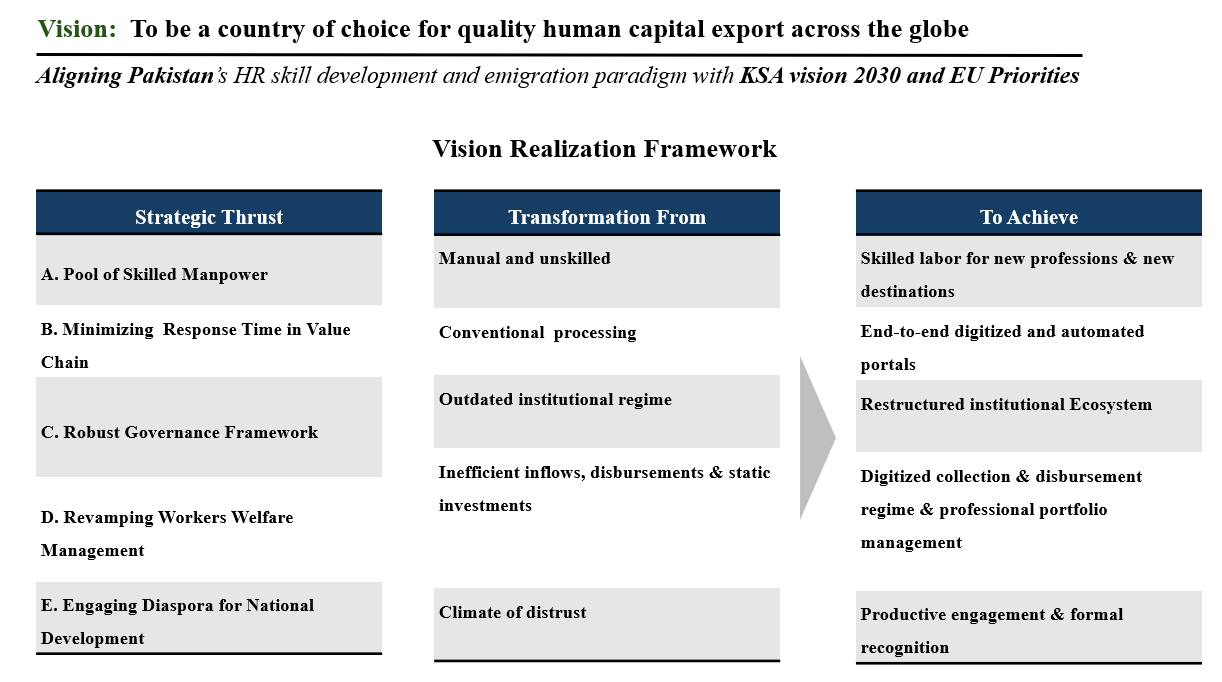 Vision: To be a country of choice for quality human capital export across the globe
Aligning Pakistan's HR skill development and emigration paradigm with KSA vision 2030 and EU Priorities
Vision Realization Framework
Strategic Thrust
A. Pool of Skilled Manpower
B. Minimizing Response Time in Value
Chain
C. Robust Governance Framework
D. Revamping Workers Welfare
Management
E. Engaging Diaspora for National
Development
Transformation From
Manual and unskilled
Conventional processing
Outdated institutional regime
Inefficient inflows, disbursements & static
investments
Climate of distrust
To Achieve
Skilled labor for new professions & new
destinations
End-to-end digitized and automated
portals
Restructured institutional Ecosystem
Digitized collection & disbursement
regime & professional portfolio
management
Productive engagement & formal
recognition